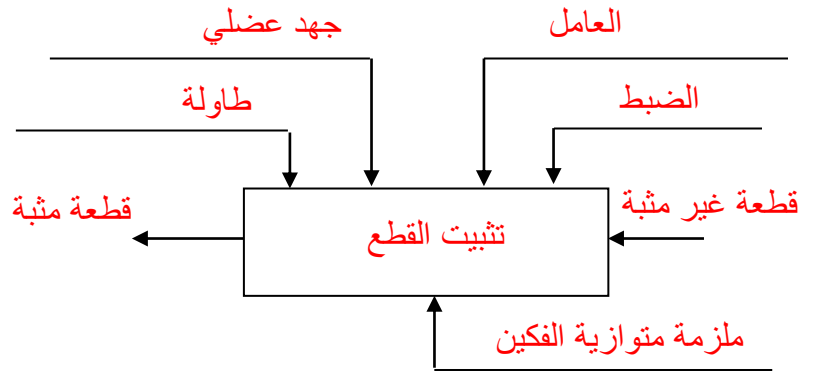 العامل
جهد عضلي
الضبط
طاولة
قطعة غير مثبة
تثبيت القطع
قطعة مثبة
ملزمة متوازية الفكين